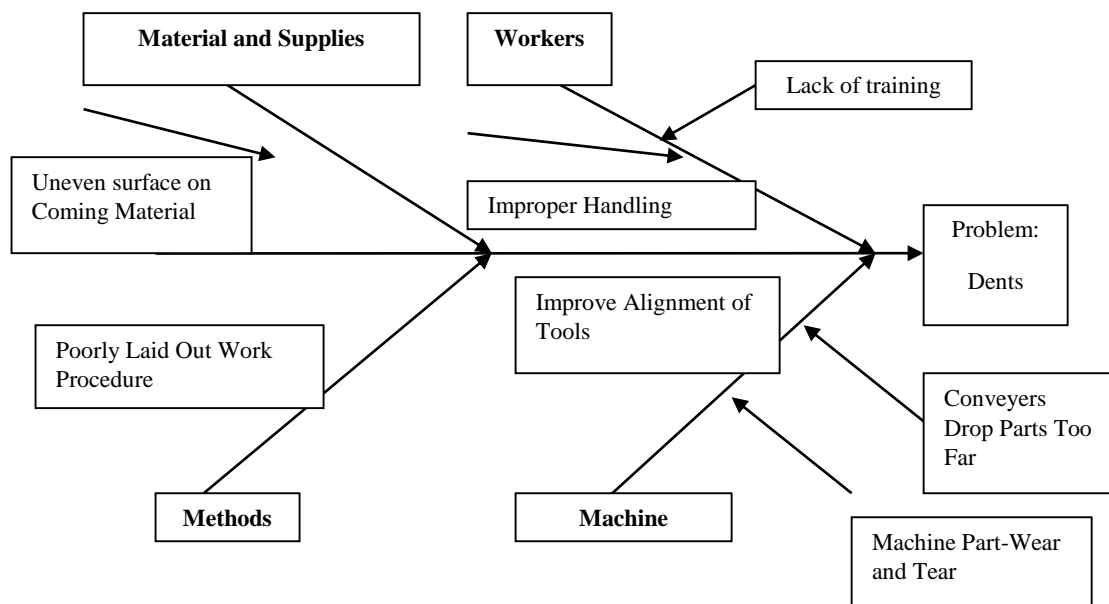 Material and Supplies
Workers
Lack of training
Uneven surface on
Coming Material
Improper Handling
Problem:
Dents
Improve Alignment of
Tools
Poorly Laid Out Work
Procedure
Conveyers
Drop Parts Too
Far
Methods
Machine
Machine Part-Wear
and Tear